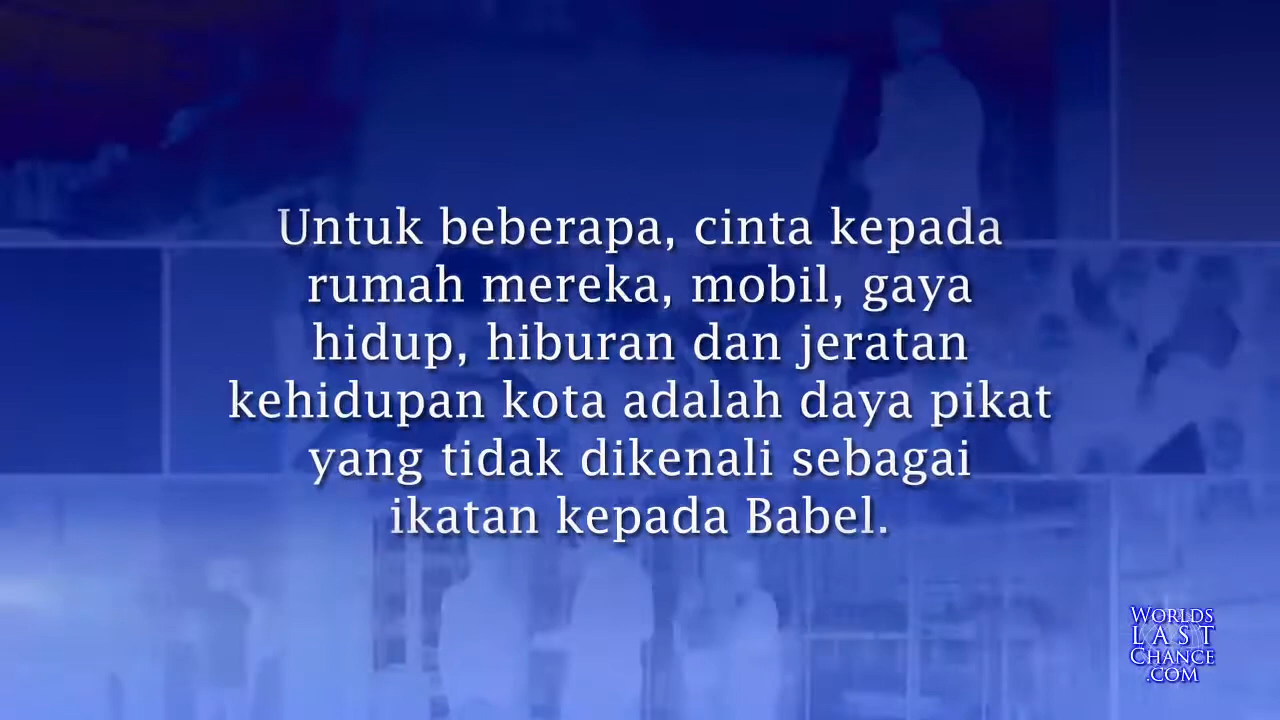 Untuk beberapa, cinta kepada
rumah mereka, mobil, gaya
hidup, hiburan dan jeratan
kehidupan kota adalah daya pikat
yang tidak dikenali sebagai
ikatan kepada Babel.
WORLDS
LAST
CHANCE
.COM